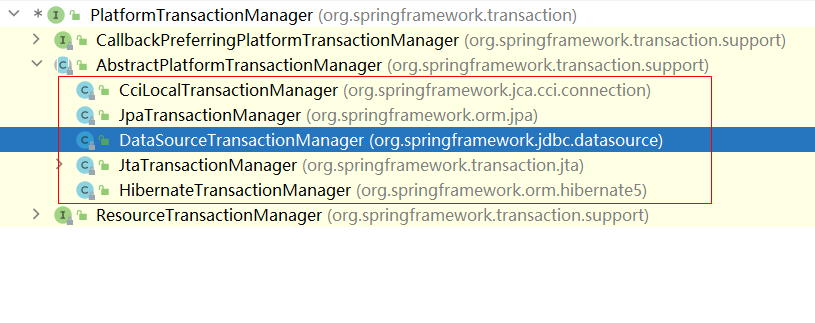 PlatformTransactionManager (org.springframework.transaction)
CallbackPreferringPlatformTransactionManager (org.springframework.transaction.support)
AbstractPlatformTransactionManager (org.springframework.transaction.support)
CciLocalTransactionManager (org.springframework.jca.cci.connection)
JpaTransactionManager (org.springframework.orm.jpa)
DataSourceTransactionManager (org.springframework.jdbc.datasource)
JtaTransactionManager (org.springframework.transaction.jta)
HibernateTransactionManager (org.springframework.orm.hibernate5)
ResourceTransactionManager (org.springframework.transaction.support)